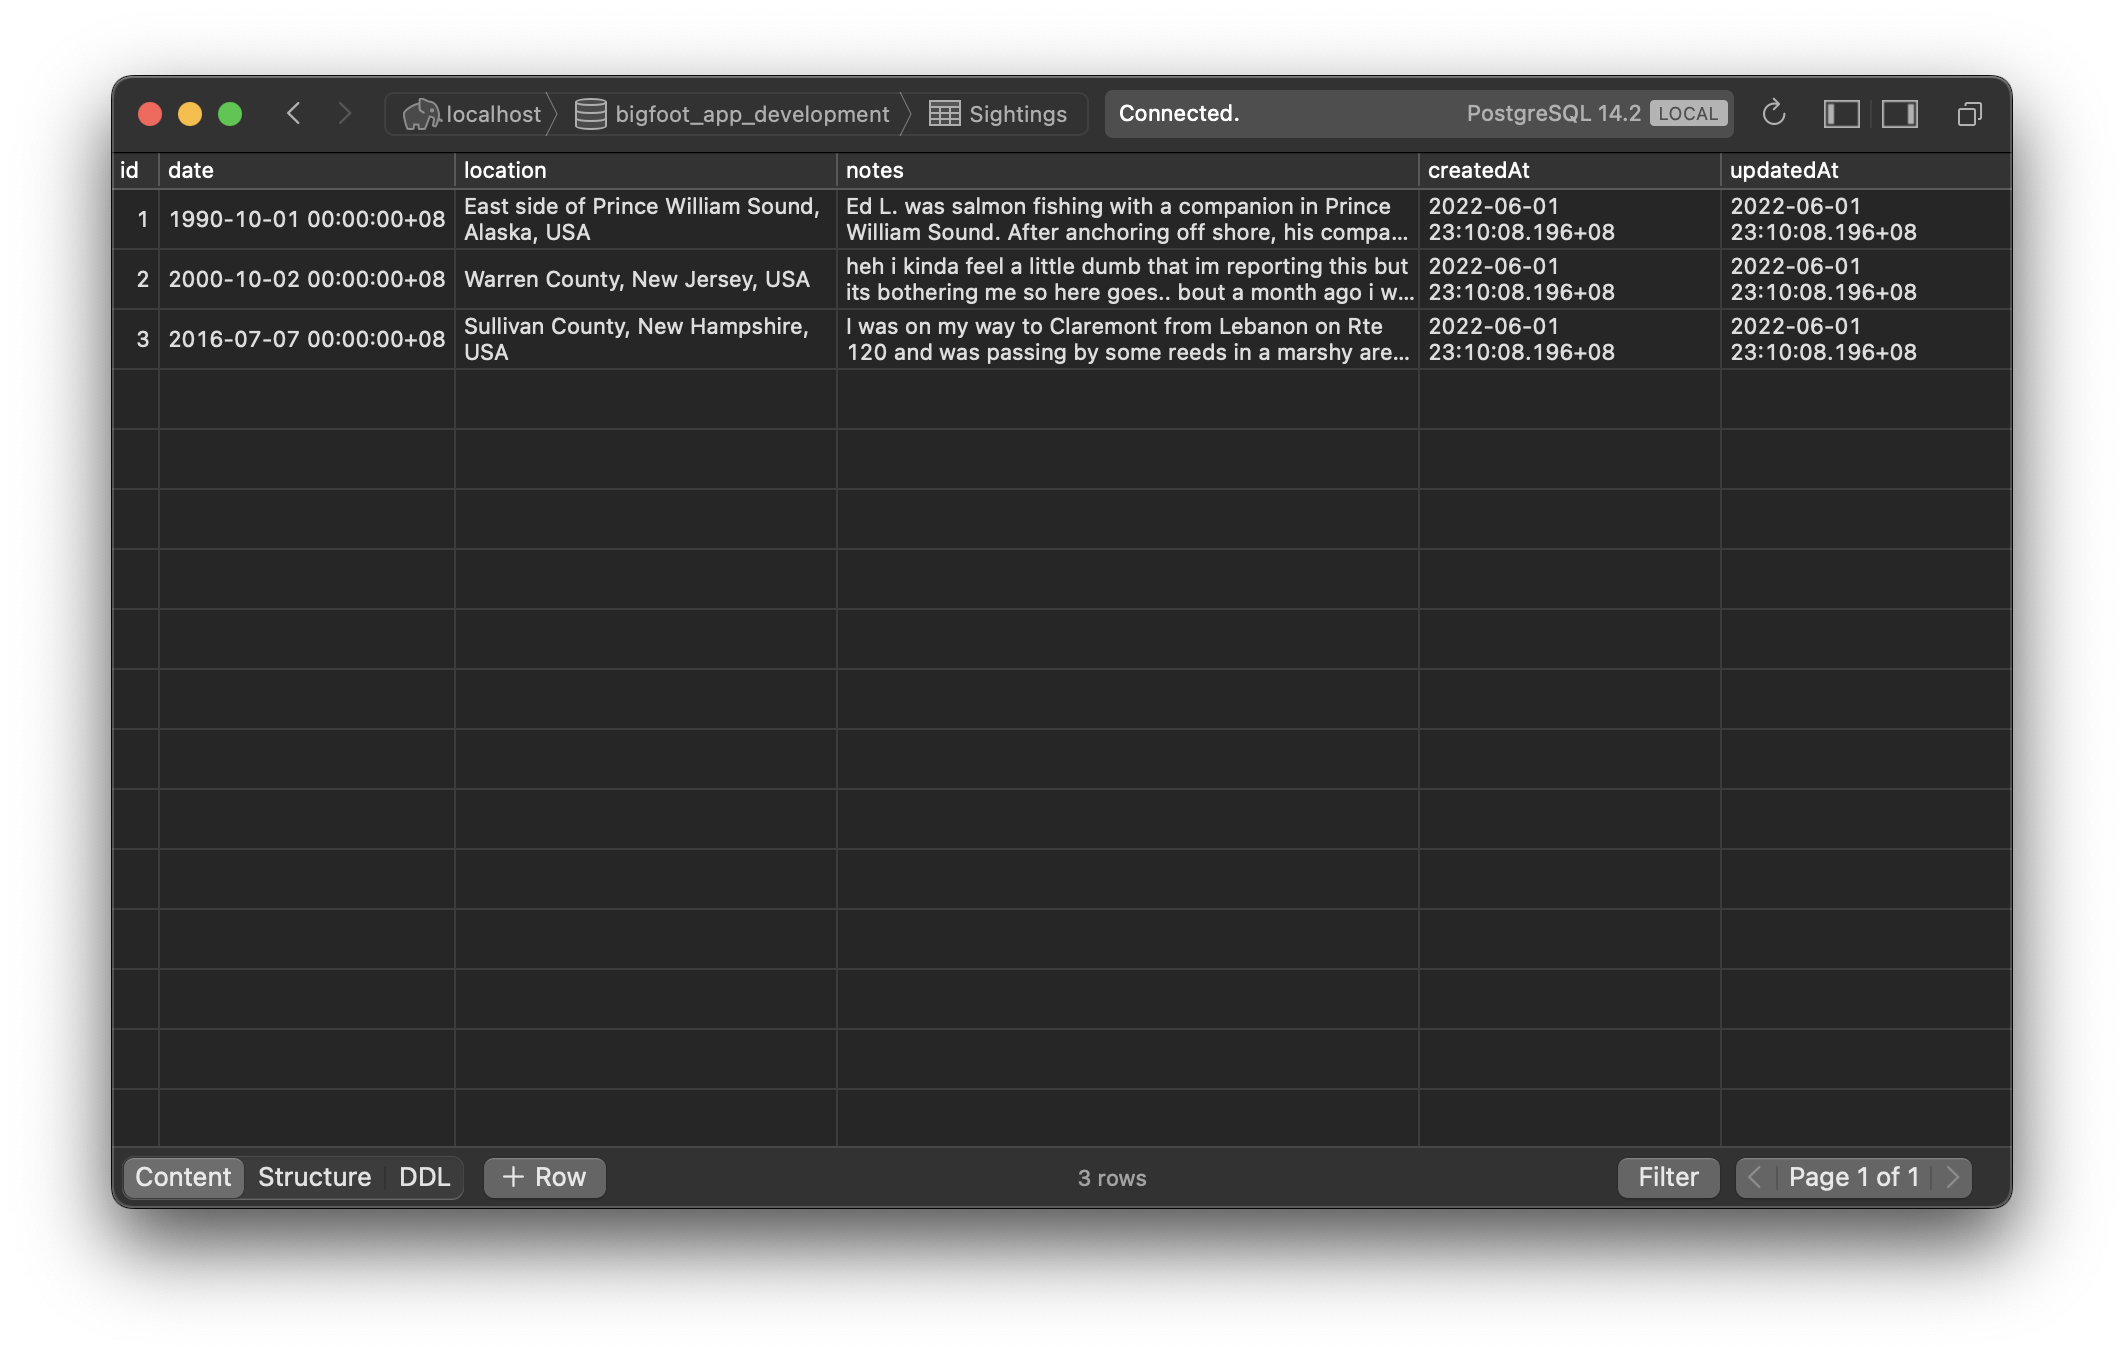 localhost bigfoot_app_development Sightings Connected. PostgreSQL 14.2 LOCAL
id date location notes createdAt updatedAt
1 1990-10-01 00:00:00+08 East side of Prince William Sound, Alaska, USA Ed L. was salmon fishing with a companion in Prince William Sound. After anchoring off shore, his compa... 2022-06-01 23:10:08.196+08 2022-06-01 23:10:08.196+08
2 2000-10-02 00:00:00+08 Warren County, New Jersey, USA heh i kinda feel a little dumb that im reporting this but its bothering me so here goes.. bout a month ago i w... 2022-06-01 23:10:08.196+08 2022-06-01 23:10:08.196+08
3 2016-07-07 00:00:00+08 Sullivan County, New Hampshire, USA I was on my way to Claremont from Lebanon on Rte 120 and was passing by some reeds in a marshy are... 2022-06-01 23:10:08.196+08 2022-06-01 23:10:08.196+08
Content Structure DDL + Row 3 rows Filter Page 1 of 1